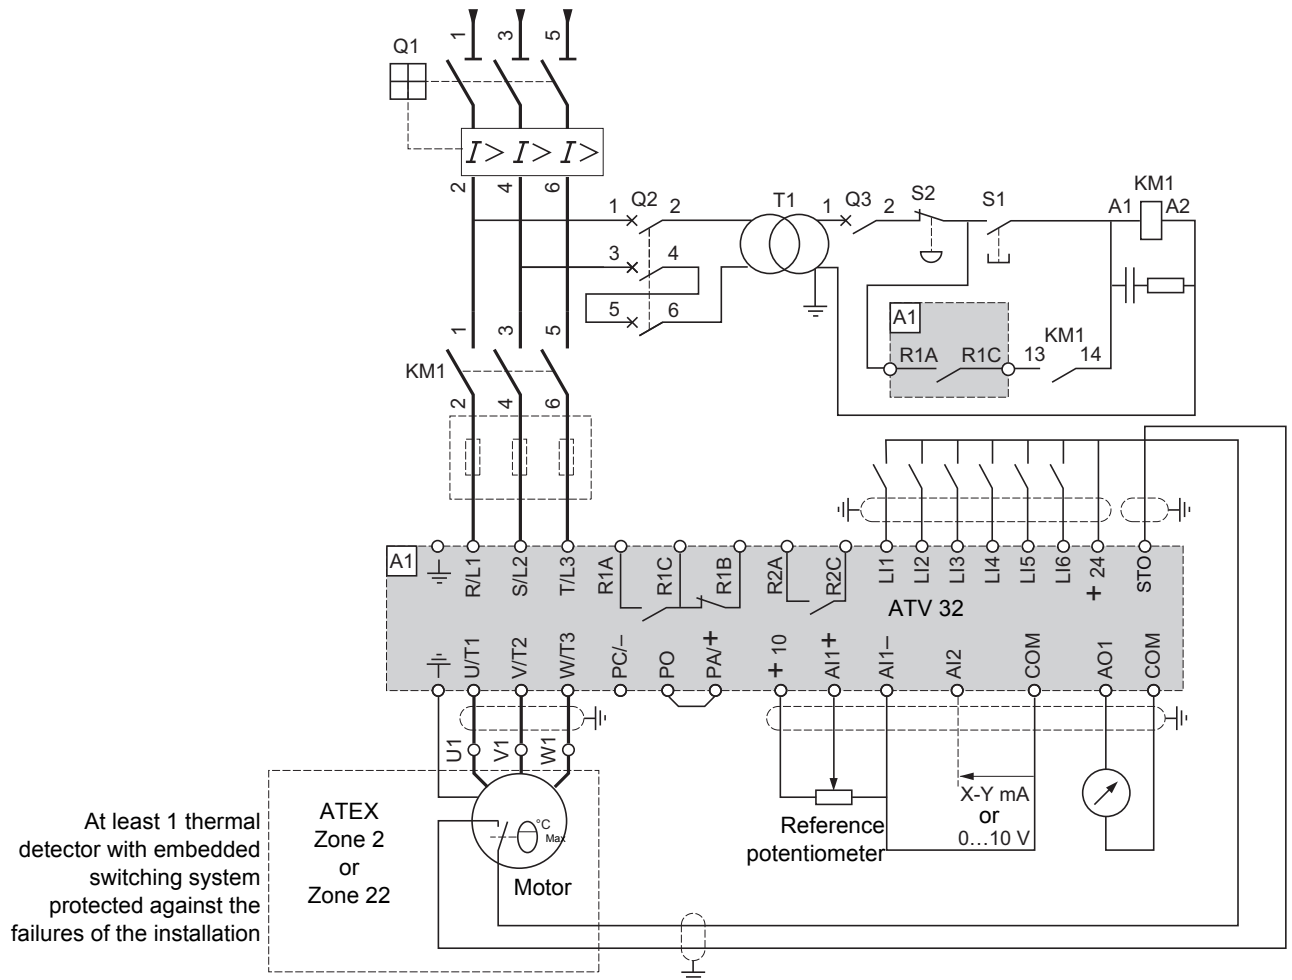 1 3 5
Q1
I> I> I>
2 4 6
1 Q2 2
3 4
5 6
T1
1 Q3 2
S2
S1
KM1
A1 A2
A1
R1A R1C
13 KM1 14
1 3 5
KM1
2 4 6
A1
R/L1 S/L2 T/L3 R1A R1C R1B R2A R2C LI1 LI2 LI3 LI4 LI5 LI6 + 24 STO
ATV 32
U/T1 V/T2 W/T3 PC/– PO PA/+ + 10 AI1+ AI1– AI2 COM AO1 COM
U1 V1 W1
At least 1 thermal
detector with embedded
switching system
protected against the
failures of the installation
ATEX
Zone 2
or
Zone 22
°C
Max
Motor
Reference
potentiometer
X-Y mA
or
0...10 V